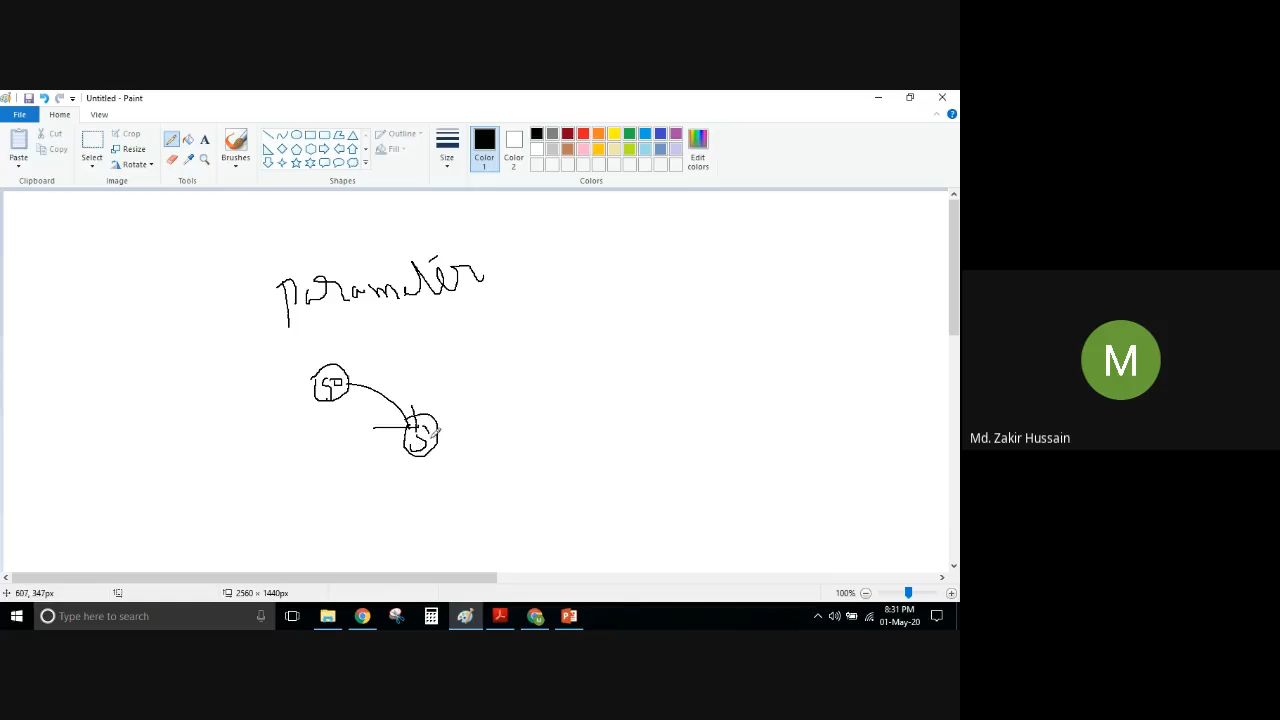 Untitled - Paint
File
Home
View
Paste
Cut
Copy
Clipboard
Select
Crop
Resize
Rotate
Image
Tools
Brushes
Shapes
Outline
Fill
Size
Color 1
Color 2
Edit colors
Colors
parameter
S
607, 347px
2560 × 1440px
100%
Type here to search
8:31 PM
01-May-20
M
Md. Zakir Hussain